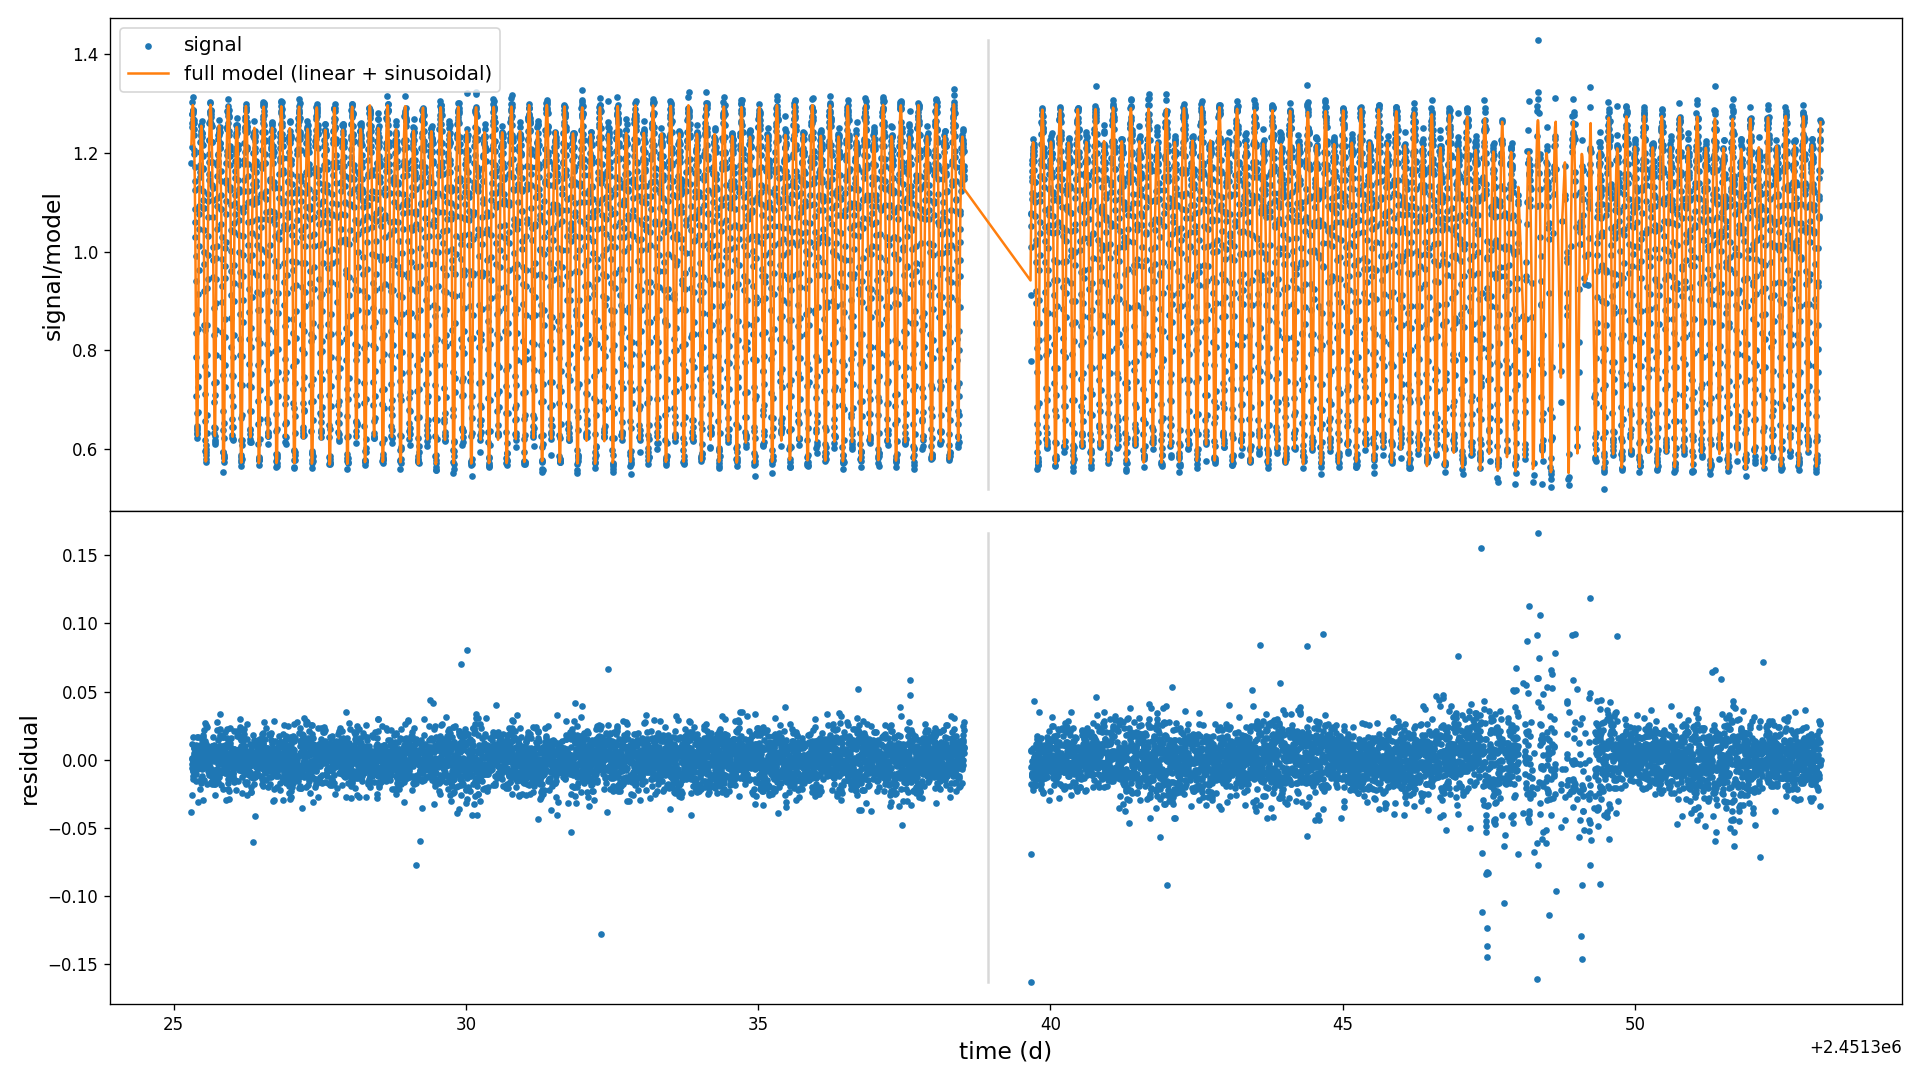 signal
full model (linear + sinusoidal)
signal/model
1.4
1.2
1.0
0.8
0.6
residual
0.15
0.10
0.05
0.00
−0.05
−0.10
−0.15
25 30 35 40 45 50
time (d)
+2.4513e6